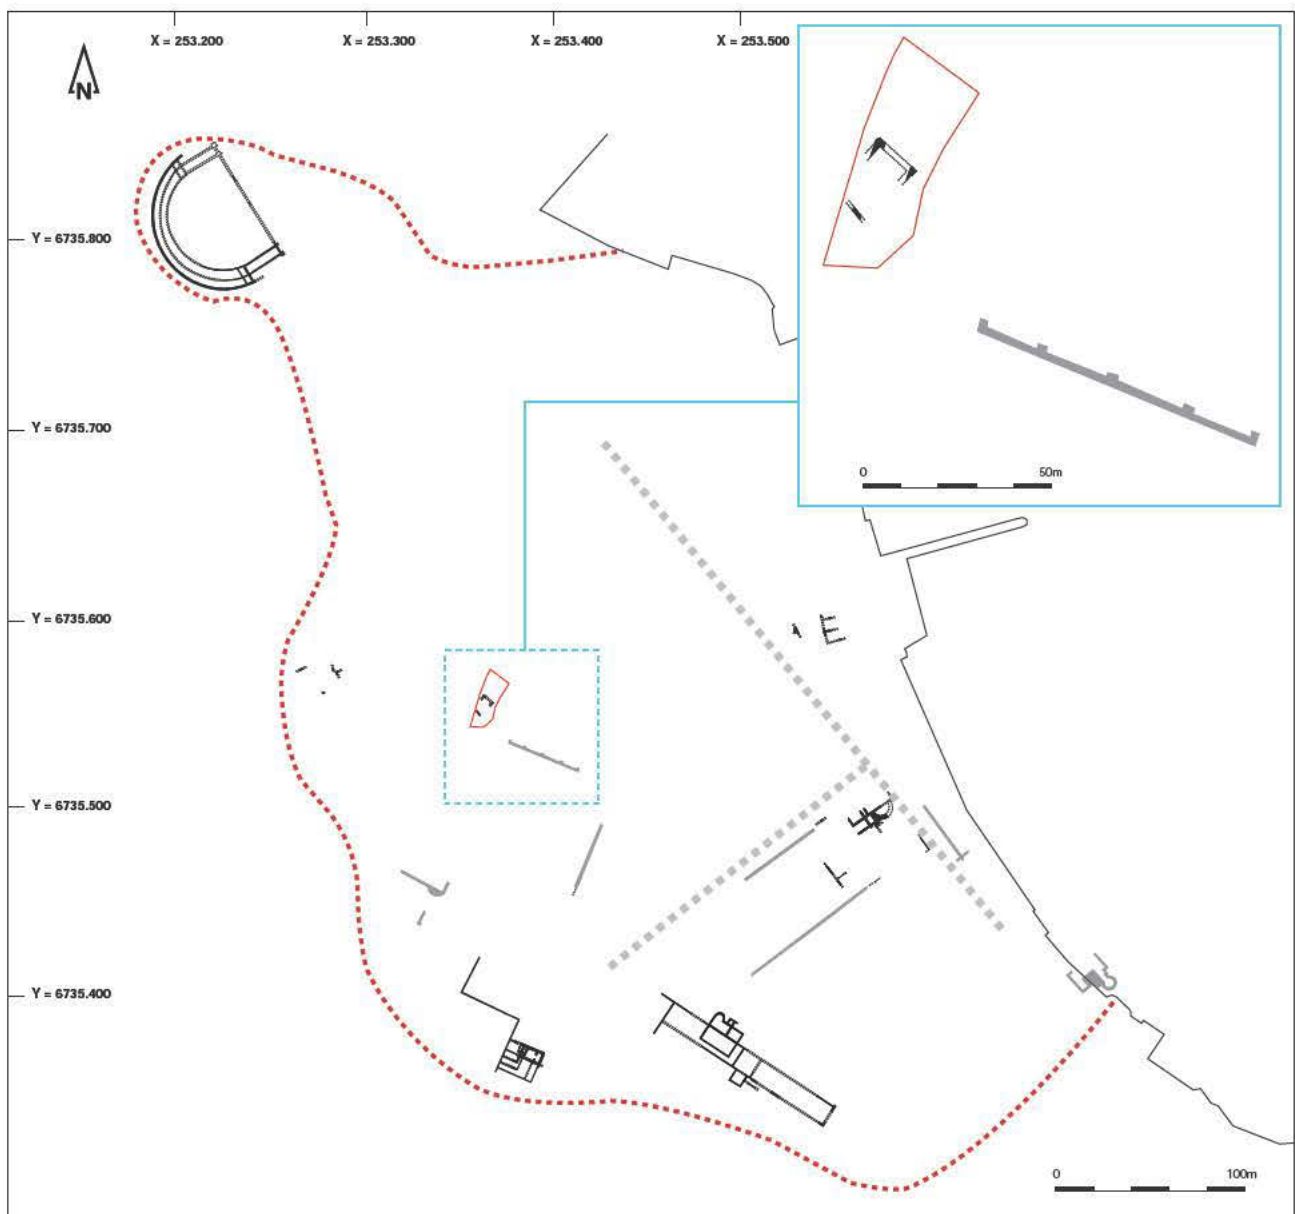 X = 253.200
X = 253.300
X = 253.400
X = 253.500
N
Y = 6735.800
Y = 6735.700
0
50m
Y = 6735.600
Y = 6735.500
Y = 6735.400
0
100m